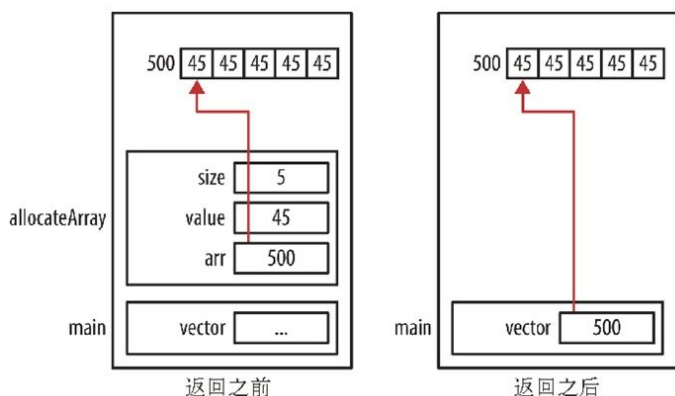 500 45 45 45 45 45
size 5
allocateArray
value 45
arr 500
main vector ...
返回之前
500 45 45 45 45 45
main vector 500
返回之后